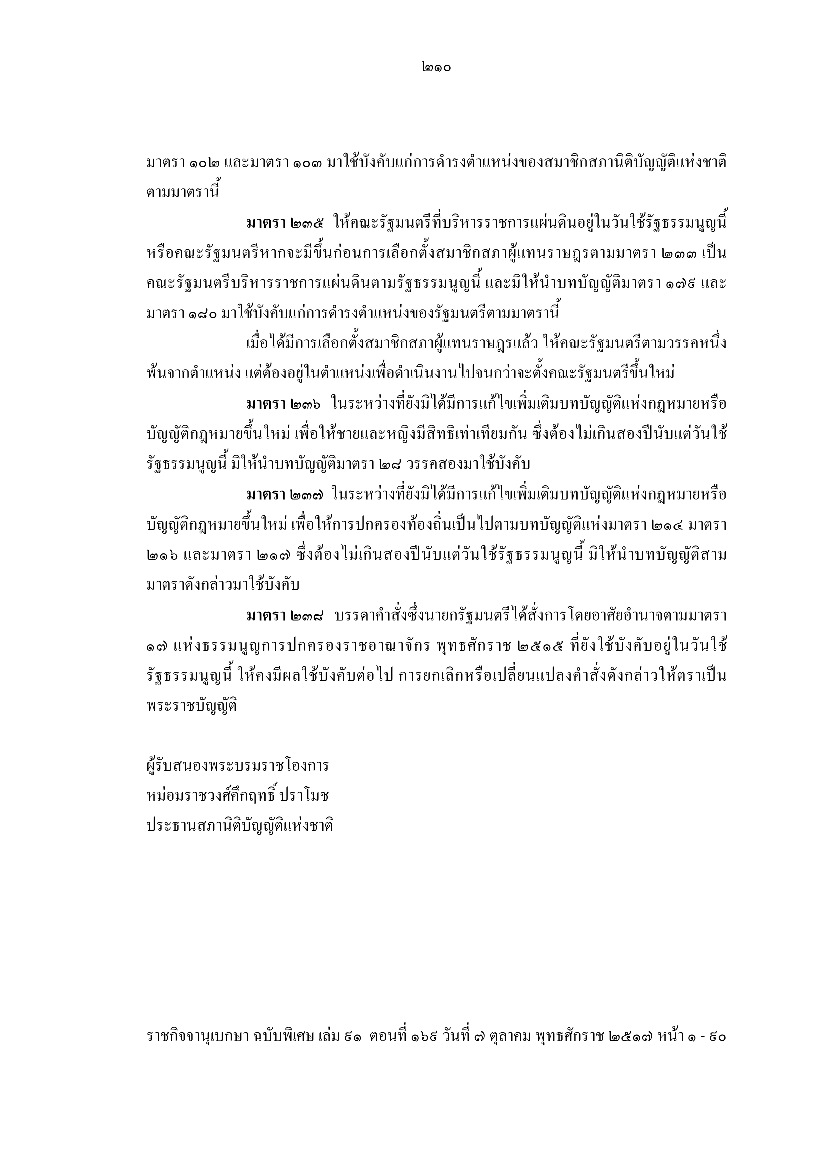 ๒๑๐
มาตรา ๑๐๒ และมาตรา ๑๐๓ มาใช้บังคับแก่การดำรงตำแหน่งของสมาชิกสภานิติบัญญัติแห่งชาติ
ตามมาตรานี้
มาตรา ๒๓๕ ให้คณะรัฐมนตรีที่บริหารราชการแผ่นดินอยู่ในวันใช้รัฐธรรมนูญนี้
หรือคณะรัฐมนตรีหากจะมีขึ้นก่อนการเลือกตั้งสมาชิกสภาผู้แทนราษฎรตามมาตรา ๒๓๓ เป็น
คณะรัฐมนตรีบริหารราชการแผ่นดินตามรัฐธรรมนูญนี้ และมิให้นำบทบัญญัติมาตรา ๑๗๙ และ
มาตรา ๑๘๐ มาใช้บังคับแก่การดำรงตำแหน่งของรัฐมนตรีตามมาตรานี้
เมื่อได้มีการเลือกตั้งสมาชิกสภาผู้แทนราษฎรแล้ว ให้คณะรัฐมนตรีตามวรรคหนึ่ง
พ้นจากตำแหน่ง แต่ต้องอยู่ในตำแหน่งเพื่อดำเนินงานไปจนกว่าจะตั้งคณะรัฐมนตรีขึ้นใหม่
มาตรา ๒๓๖ ในระหว่างที่ยังมิได้มีการแก้ไขเพิ่มเติมบทบัญญัติแห่งกฎหมายหรือ
บัญญัติกฎหมายขึ้นใหม่ เพื่อให้ชายและหญิงมีสิทธิเท่าเทียมกัน ซึ่งต้องไม่เกินสองปีนับแต่วันใช้
รัฐธรรมนูญนี้ มิให้นำบทบัญญัติมาตรา ๒๘ วรรคสองมาใช้บังคับ
มาตรา ๒๓๗ ในระหว่างที่ยังมิได้มีการแก้ไขเพิ่มเติมบทบัญญัติแห่งกฎหมายหรือ
บัญญัติกฎหมายขึ้นใหม่ เพื่อให้การปกครองท้องถิ่นเป็นไปตามบทบัญญัติแห่งมาตรา ๒๑๔ มาตรา
๒๑๖ และมาตรา ๒๑๗ ซึ่งต้องไม่เกินสองปีนับแต่วันใช้รัฐธรรมนูญนี้ มิให้นำบทบัญญัติสาม
มาตราดังกล่าวมาใช้บังคับ
มาตรา ๒๓๘ บรรดาคำสั่งซึ่งนายกรัฐมนตรีได้สั่งการโดยอาศัยอำนาจตามมาตรา
๑๗ แห่งธรรมนูญการปกครองราชอาณาจักร พุทธศักราช ๒๕๑๕ ที่ยังใช้บังคับอยู่ในวันใช้
รัฐธรรมนูญนี้ ให้คงมีผลใช้บังคับต่อไป การยกเลิกหรือเปลี่ยนแปลงคำสั่งดังกล่าวให้ตราเป็น
พระราชบัญญัติ
ผู้รับสนองพระบรมราชโองการ
หม่อมราชวงศ์คึกฤทธิ์ ปราโมช
ประธานสภานิติบัญญัติแห่งชาติ
ราชกิจจานุเบกษา ฉบับพิเศษ เล่ม ๙๑ ตอนที่ ๑๖๙ วันที่ ๗ ตุลาคม พุทธศักราช ๒๕๑๗ หน้า ๑ - ๙๐